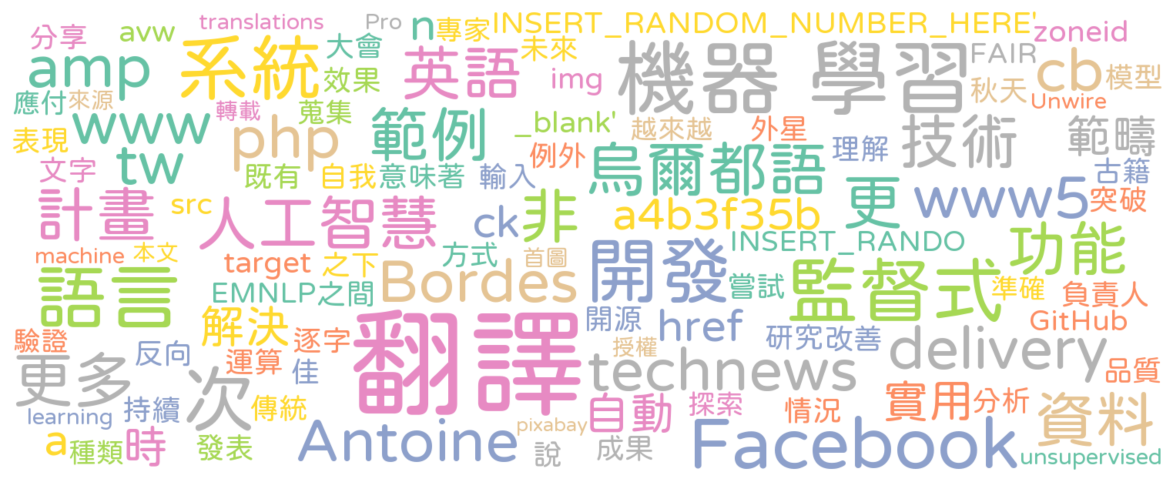 translations Pro n 專家 INSERT_RANDOM_NUMBER_HERE'
分享 avw 大會 未來 zoneid
amp 系統 效果 英語 img 機器 學習 FAIR cb 模型
應付 來源 轉載 蒐集 秋天 Unwire
表現 www php 範例 _blank' 越來越 外星 理解 技術 範疇
tw 例外 烏爾都語 古籍
文字 既有 自我 意味著 輸入 更 www5 突破
計畫 src 人工智慧 ck 非 a4b3f35b
machine 本文 target 之下 方式 首圖 INSERT_RANDO 功能
語言 EMNLP之間 Bordes 開發 嘗試 監督式 準確 負責人
驗證 反向 解決 運算 逐字 翻譯 開源 href 研究改善 GitHub
更多 次 佳 授權 technews delivery 品質
learning 持續 傳統 自動 探索 情況 實用 分析 資料
a 種類 時 發表 Antoine pixabay 說 成果 Facebook unsupervised